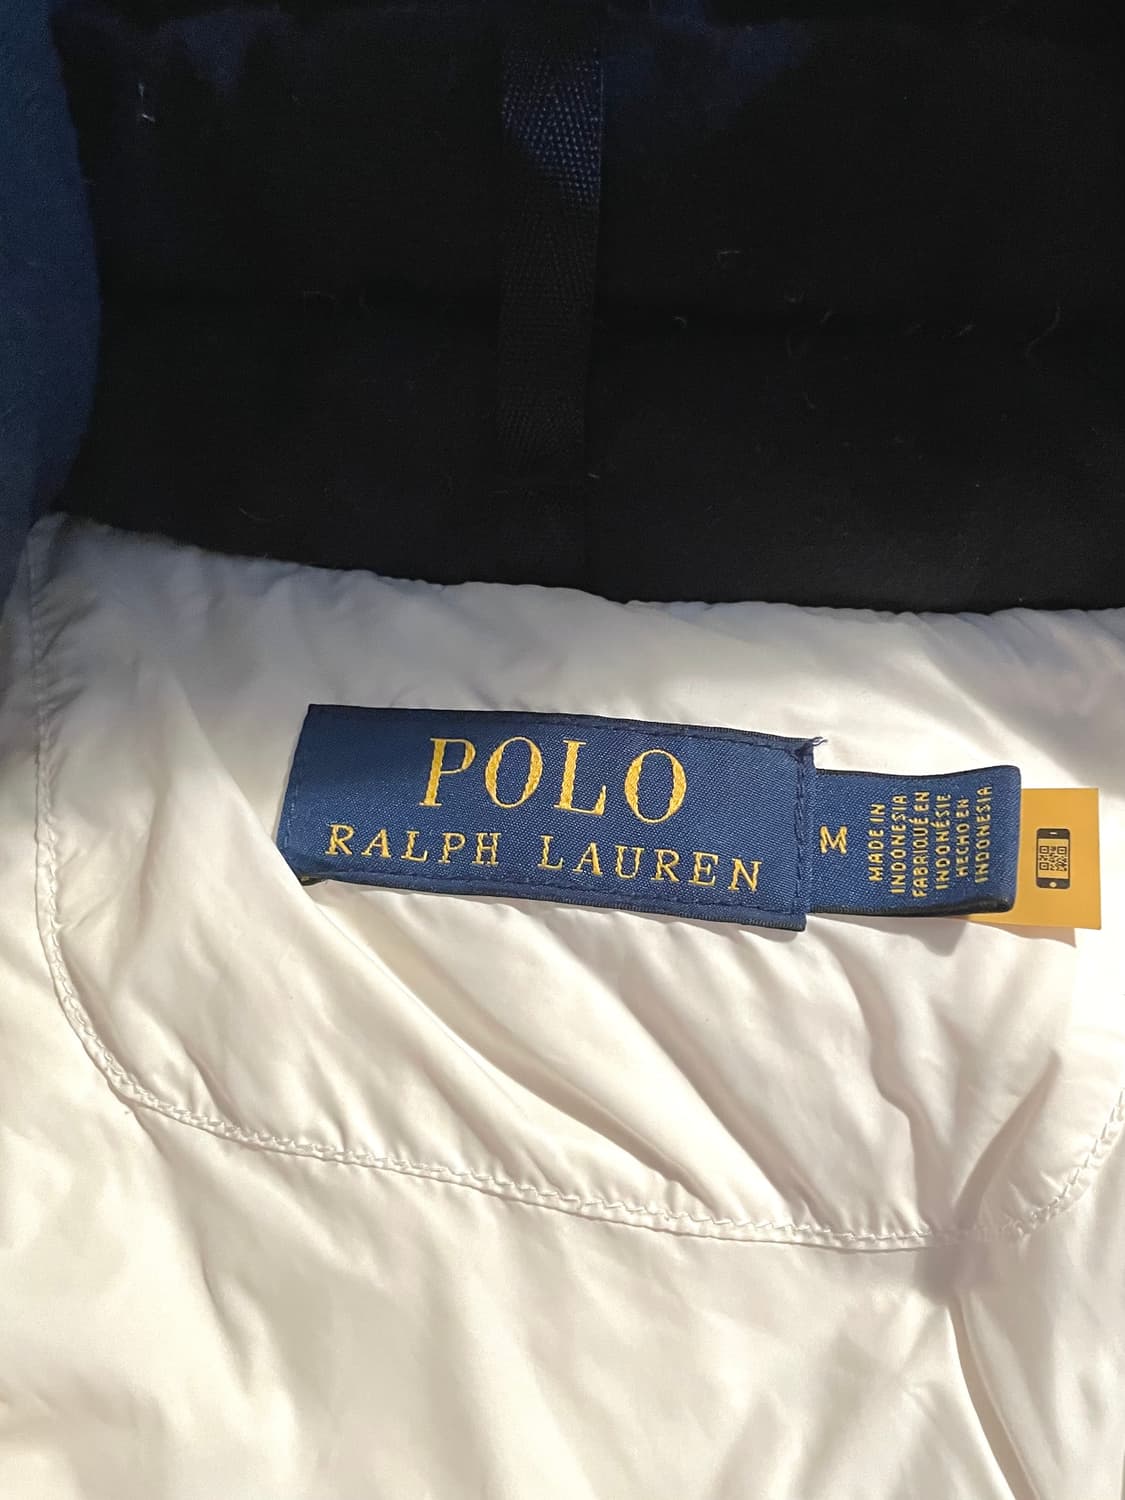 POLO
RALPH LAUREN
M
MADE IN
INDONESIA
FABRIQUÉ EN
INDONÉSIE
HECHO EN
INDONESIA